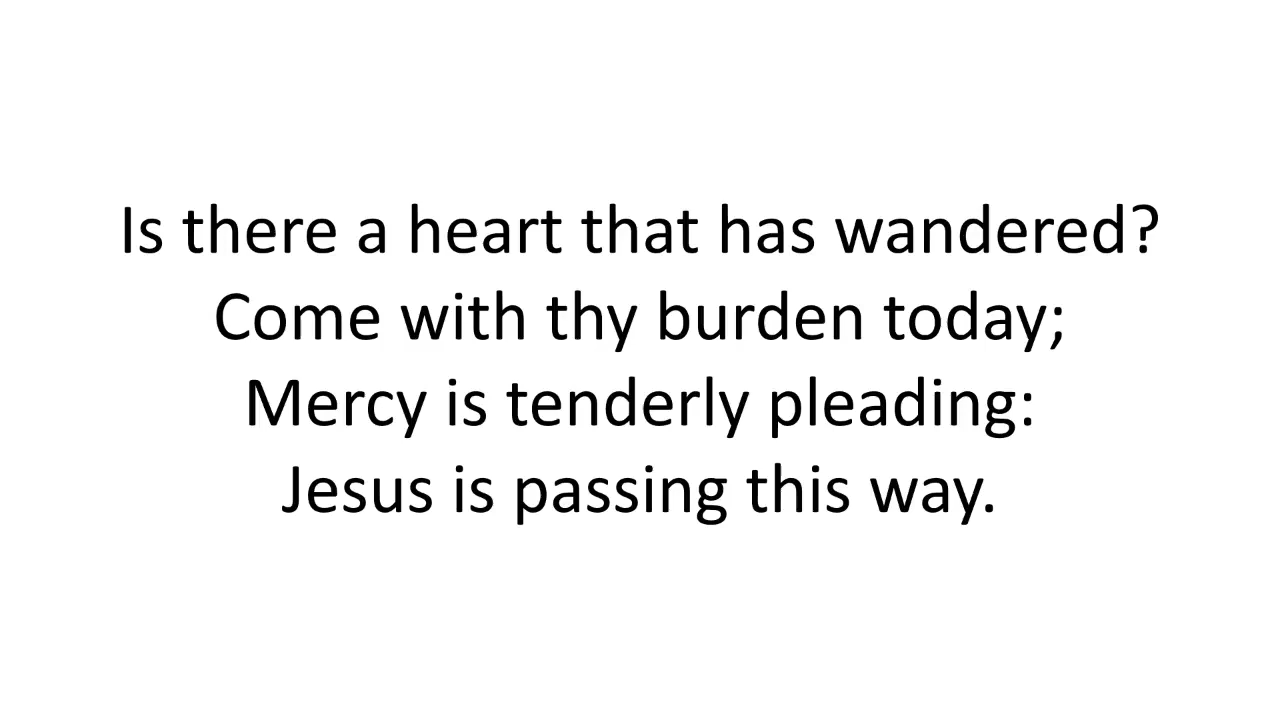 Is there a heart that has wandered?
Come with thy burden today;
Mercy is tenderly pleading:
Jesus is passing this way.